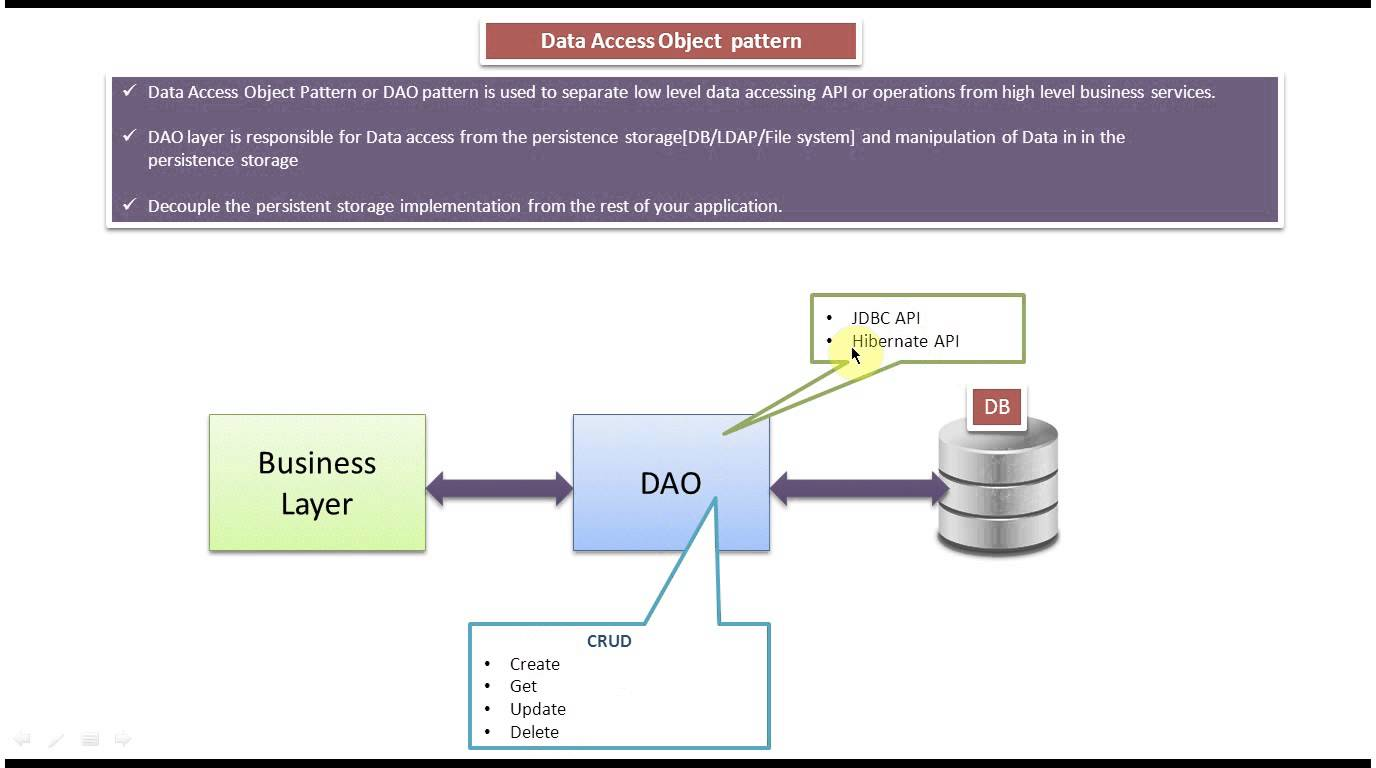 Data Access Object pattern
✓ Data Access Object Pattern or DAO pattern is used to separate low level data accessing API or operations from high level business services.
✓ DAO layer is responsible for Data access from the persistence storage[DB/LDAP/File system] and manipulation of Data in in the
persistence storage
✓ Decouple the persistent storage implementation from the rest of your application.
• JDBC API
• Hibernate API
DB
Business
Layer
DAO
CRUD
• Create
• Get
• Update
• Delete